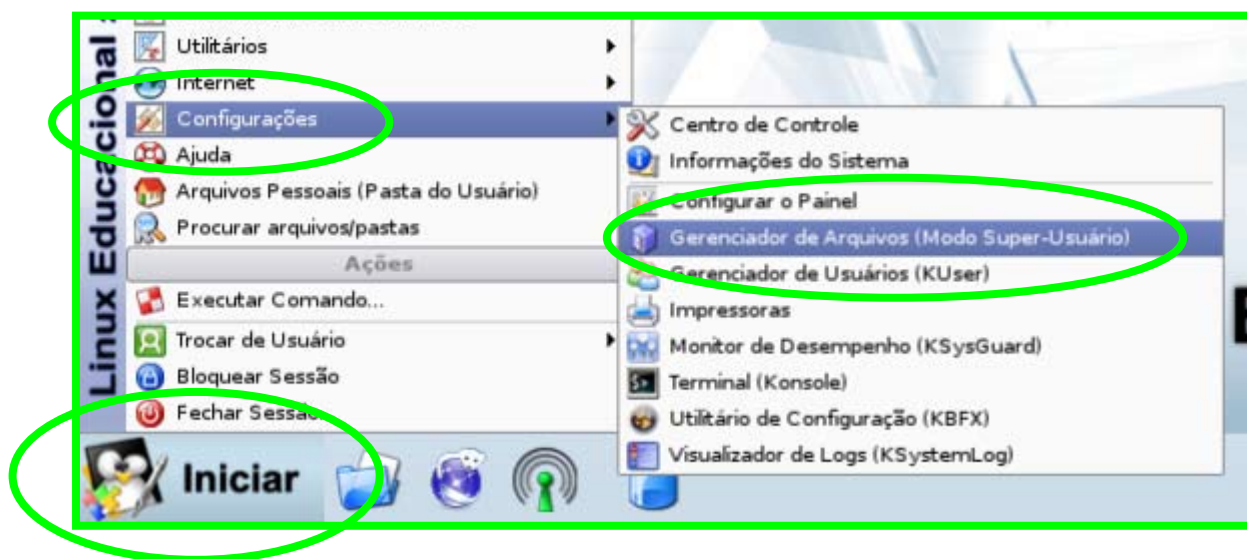 Linux Educacional
Utilitários
Internet
Configurações
Ajuda
Arquivos Pessoais (Pasta do Usuário)
Procurar arquivos/pastas
Ações
Executar Comando...
Trocar de Usuário
Bloquear Sessão
Fechar Sessão
Iniciar
Centro de Controle
Informações do Sistema
Configurar o Painel
Gerenciador de Arquivos (Modo Super-Usuário)
Gerenciador de Usuários (KUser)
Impressoras
Monitor de Desempenho (KSysGuard)
Terminal (Konsole)
Utilitário de Configuração (KBFX)
Visualizador de Logs (KSystemLog)